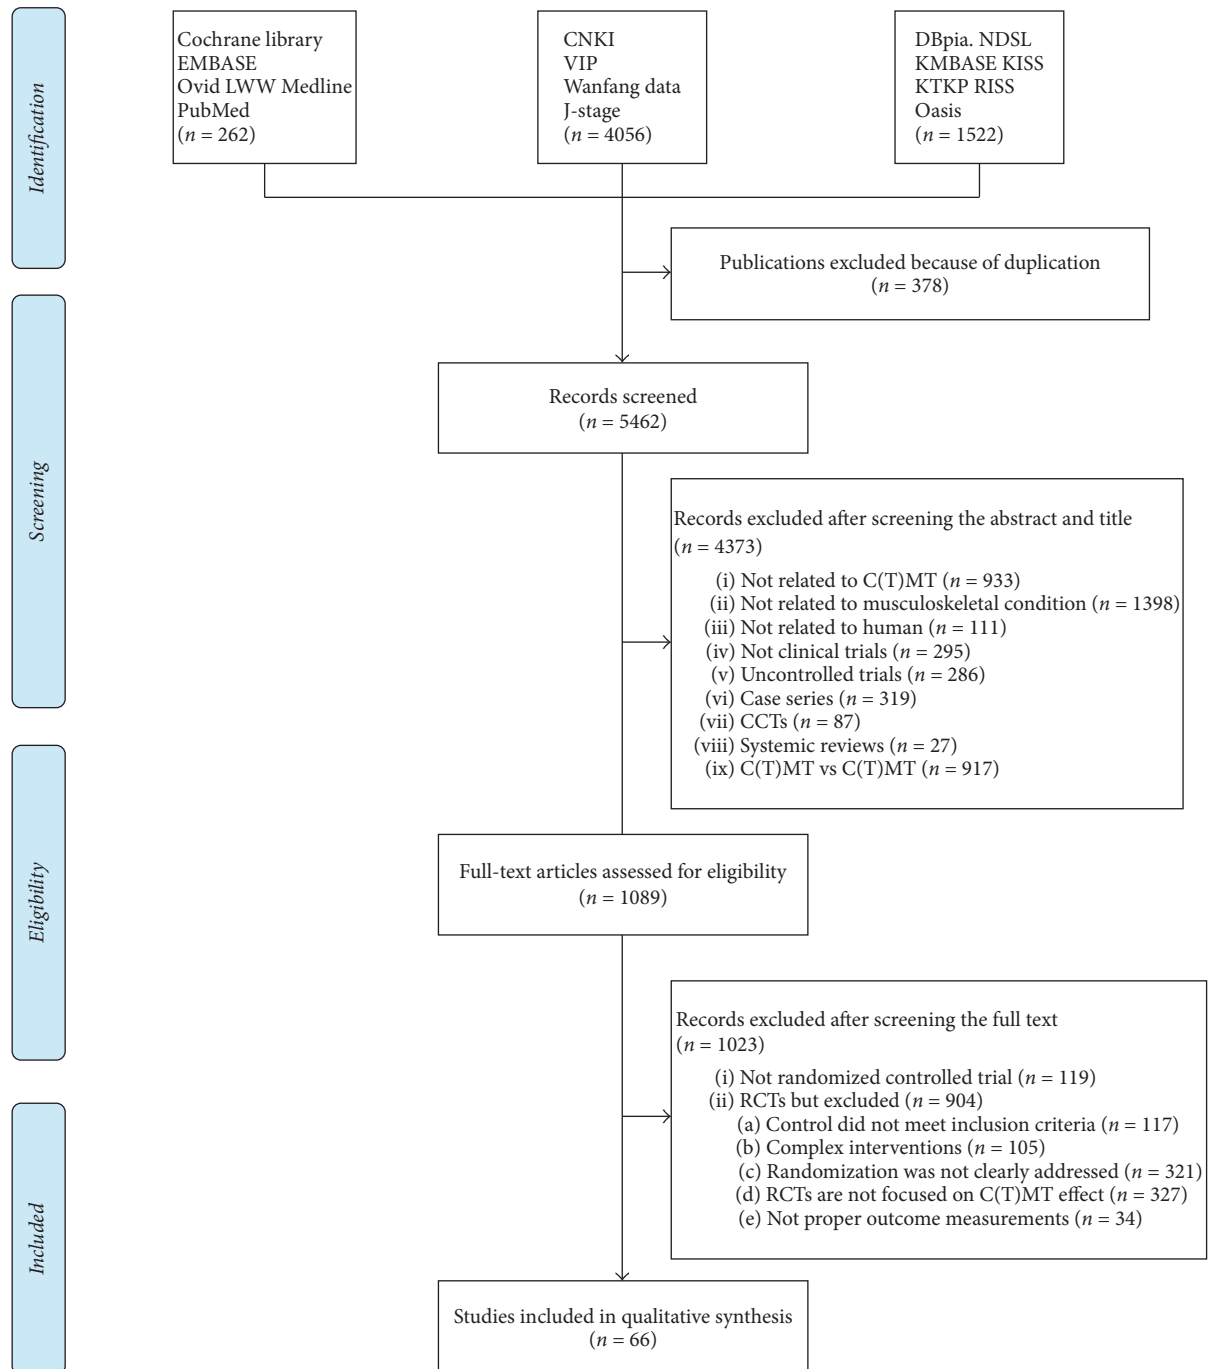 Identification
Cochrane library
EMBASE
Ovid LWW Medline
PubMed
(n = 262)
CNKI
VIP
Wanfang data
J-stage
(n = 4056)
DBpia. NDSL
KMBASE KISS
KTKP RISS
Oasis
(n = 1522)
Publications excluded because of duplication
(n = 378)
Screening
Records screened
(n = 5462)
Records excluded after screening the abstract and title
(n = 4373)
(i) Not related to C(T)MT (n = 933)
(ii) Not related to musculoskeletal condition (n = 1398)
(iii) Not related to human (n = 111)
(iv) Not clinical trials (n = 295)
(v) Uncontrolled trials (n = 286)
(vi) Case series (n = 319)
(vii) CCTs (n = 87)
(viii) Systemic reviews (n = 27)
(ix) C(T)MT vs C(T)MT (n = 917)
Eligibility
Full-text articles assessed for eligibility
(n = 1089)
Records excluded after screening the full text
(n = 1023)
(i) Not randomized controlled trial (n = 119)
(ii) RCTs but excluded (n = 904)
(a) Control did not meet inclusion criteria (n = 117)
(b) Complex interventions (n = 105)
(c) Randomization was not clearly addressed (n = 321)
(d) RCTs are not focused on C(T)MT effect (n = 327)
(e) Not proper outcome measurements (n = 34)
Included
Studies included in qualitative synthesis
(n = 66)